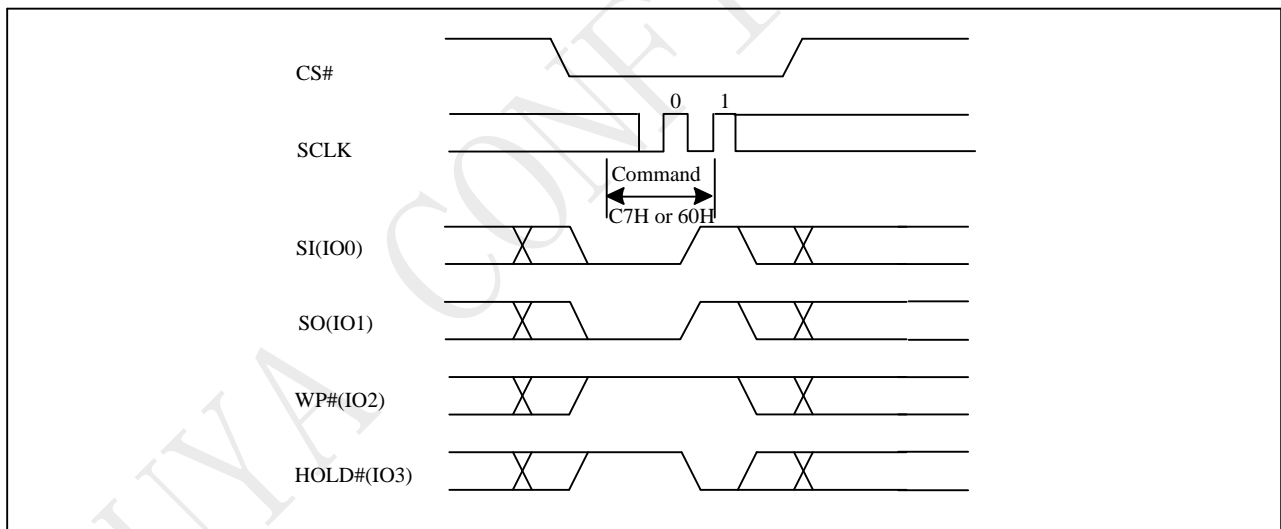 CS#
0 1
SCLK
Command
C7H or 60H
SI(IO0)
SO(IO1)
WP#(IO2)
HOLD#(IO3)